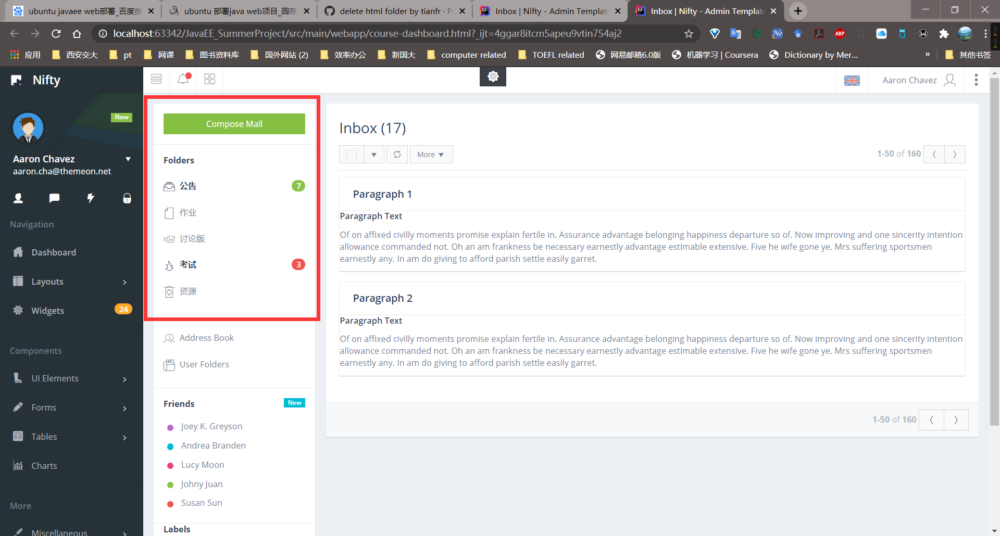 ubuntu javaee web部署_百度搜
ubuntu 部署java web项目_园荐
delete html folder by tianfr · Pu
Inbox | Nifty - Admin Template
Inbox | Nifty - Admin Template
localhost:63342/JavaEE_SummerProject/src/main/webapp/course-dashboard.html?_ijt=4ggar8itcm5apeu9vtin754aj2
ABP
应用
西安交大
pt
网课
图书资料库
国外网站 (2)
效率办公
新国大
computer related
TOEFL related
网易邮箱6.0版
机器学习 | Coursera
Dictionary by Mer...
»
其他书签
Nifty
Aaron Chavez
New
Aaron Chavez
aaron.cha@themeon.net
Navigation
Dashboard
Layouts
Widgets
24
Components
UI Elements
Forms
Tables
Charts
More
Miscellaneous
Compose Mail
Folders
公告
7
作业
讨论版
考试
3
资源
Address Book
User Folders
Friends
New
Joey K. Greyson
Andrea Branden
Lucy Moon
Johny Juan
Susan Sun
Labels
Inbox (17)
More
1-50 of 160
Paragraph 1
Paragraph Text
Of on affixed civilly moments promise explain fertile in. Assurance advantage belonging happiness departure so of. Now improving and one sincerity intention
allowance commanded not. Oh an am frankness be necessary earnestly advantage estimable extensive. Five he wife gone ye. Mrs suffering sportsmen
earnestly any. In am do giving to afford parish settle easily garret.
Paragraph 2
Paragraph Text
Of on affixed civilly moments promise explain fertile in. Assurance advantage belonging happiness departure so of. Now improving and one sincerity intention
allowance commanded not. Oh an am frankness be necessary earnestly advantage estimable extensive. Five he wife gone ye. Mrs suffering sportsmen
earnestly any. In am do giving to afford parish settle easily garret.
1-50 of 160